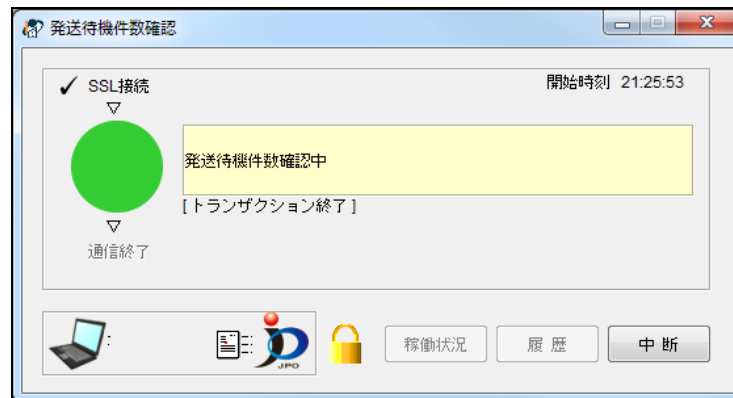 発送待機件数確認
✓ SSL接続
開始時刻 21:25:53
▽
発送待機件数確認中
[トランザクション終了]
▽
通信終了
JPO
稼働状況
履 歴
中 断